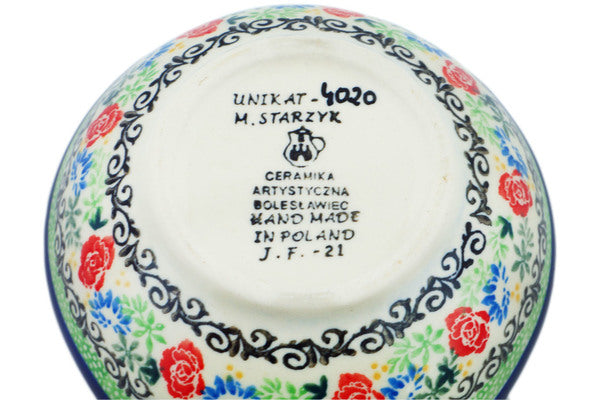 UNIKAT-4020
M. STARZYK
CERAMIKA
ARTYSTYCZNA
BOLESŁAWIEC
HAND MADE
IN POLAND
J.F.-21